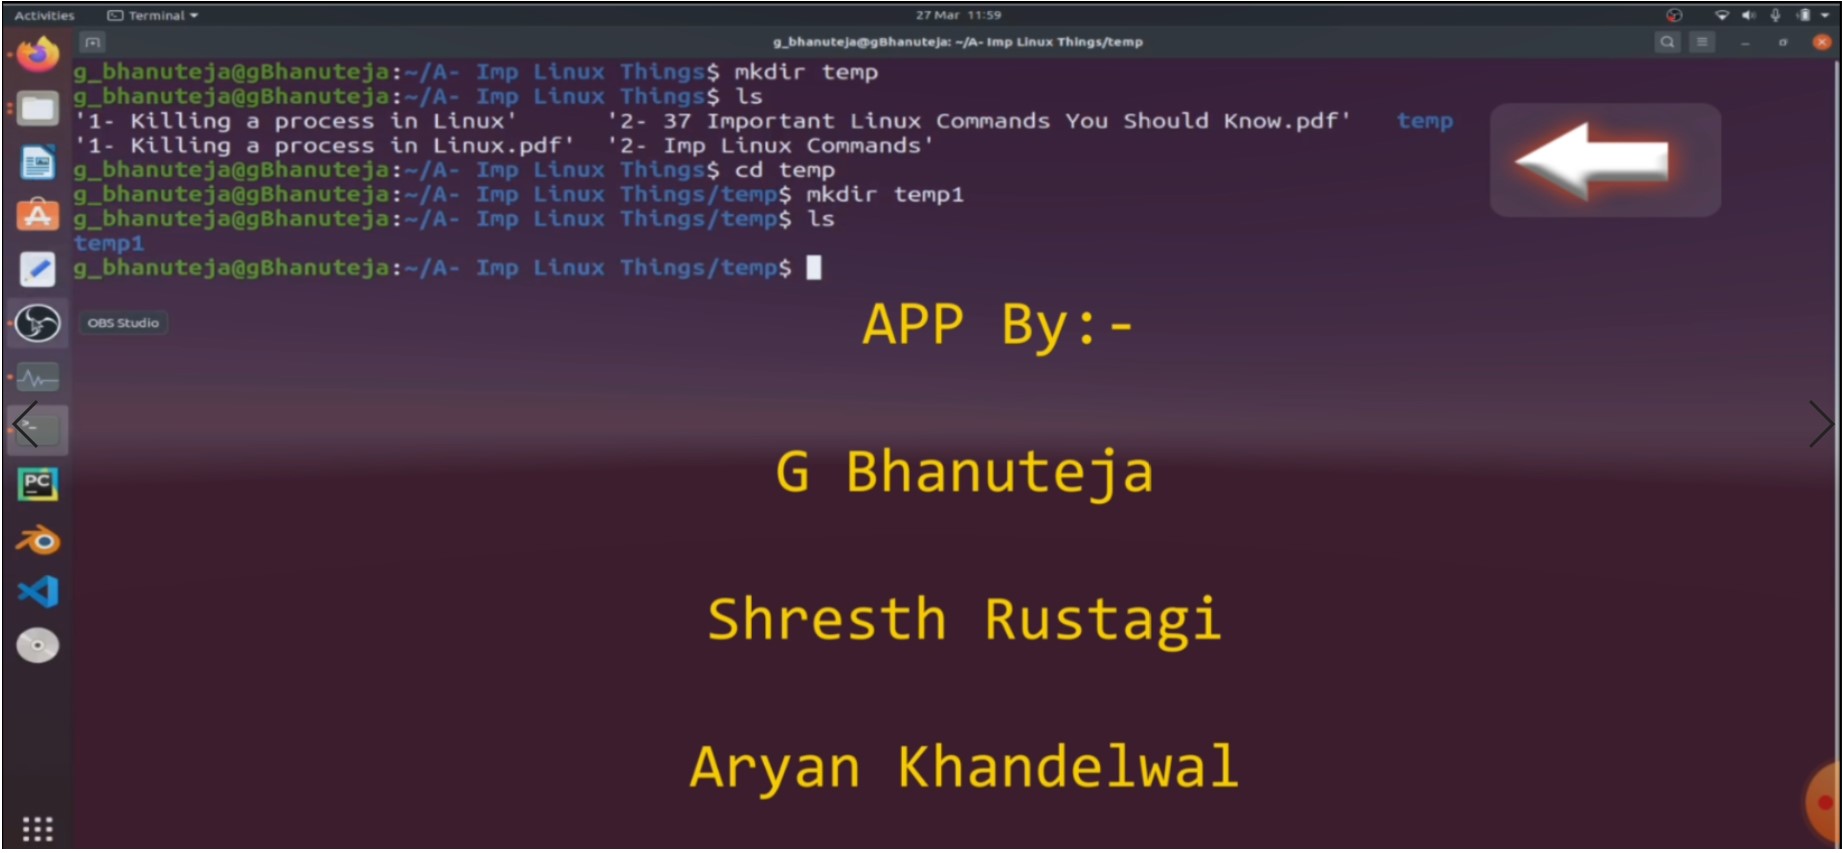 Activities Terminal 27 Mar 11:59
g_bhanuteja@gBhanuteja: ~/A- Imp Linux Things/temp
g_bhanuteja@gBhanuteja:~/A- Imp Linux Things$ mkdir temp
g_bhanuteja@gBhanuteja:~/A- Imp Linux Things$ ls
'1- Killing a process in Linux' '2- 37 Important Linux Commands You Should Know.pdf' temp
'1- Killing a process in Linux.pdf' '2- Imp Linux Commands'
g_bhanuteja@gBhanuteja:~/A- Imp Linux Things$ cd temp
g_bhanuteja@gBhanuteja:~/A- Imp Linux Things/temp$ mkdir temp1
g_bhanuteja@gBhanuteja:~/A- Imp Linux Things/temp$ ls
temp1
g_bhanuteja@gBhanuteja:~/A- Imp Linux Things/temp$
OBS Studio
APP By:-
G Bhanuteja
PC
Shresth Rustagi
Aryan Khandelwal